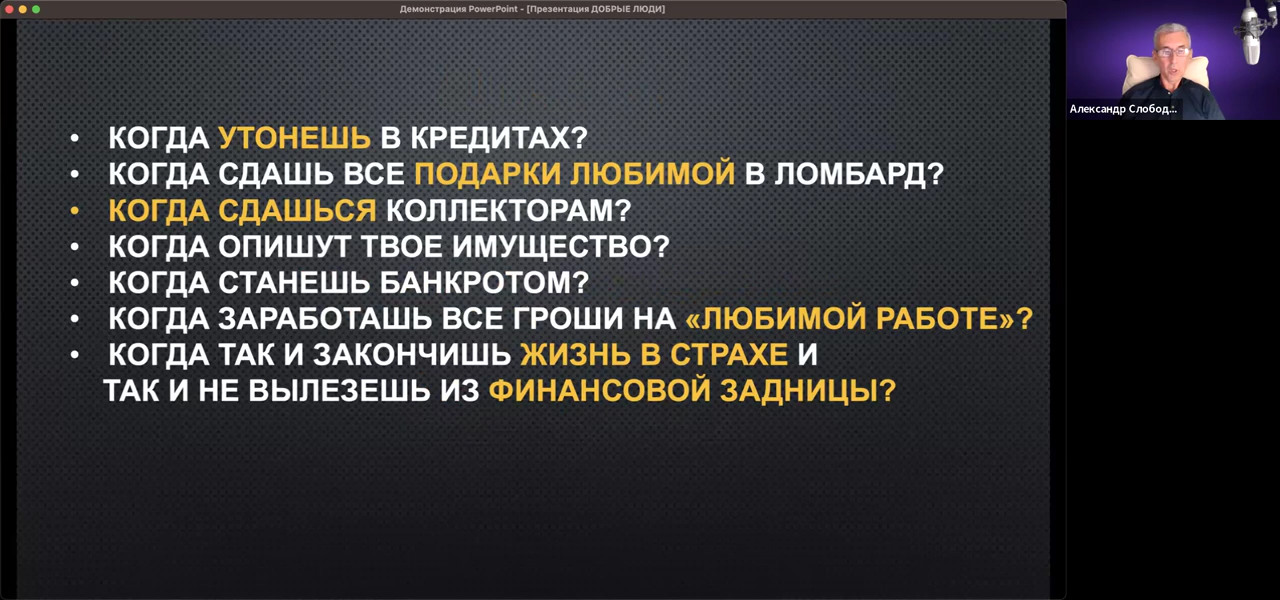 Демонстрация PowerPoint - [Презентация ДОБРЫЕ ЛЮДИ]
• КОГДА УТОНЕШЬ В КРЕДИТАХ?
• КОГДА СДАШЬ ВСЕ ПОДАРКИ ЛЮБИМОЙ В ЛОМБАРД?
• КОГДА СДАШЬСЯ КОЛЛЕКТОРАМ?
• КОГДА ОПИШУТ ТВОЕ ИМУЩЕСТВО?
• КОГДА СТАНЕШЬ БАНКРОТОМ?
• КОГДА ЗАРАБОТАШЬ ВСЕ ГРОШИ НА «ЛЮБИМОЙ РАБОТЕ»?
• КОГДА ТАК И ЗАКОНЧИШЬ ЖИЗНЬ В СТРАХЕ И
ТАК И НЕ ВЫЛЕЗЕШЬ ИЗ ФИНАНСОВОЙ ЗАДНИЦЫ?
Александр Слобод...